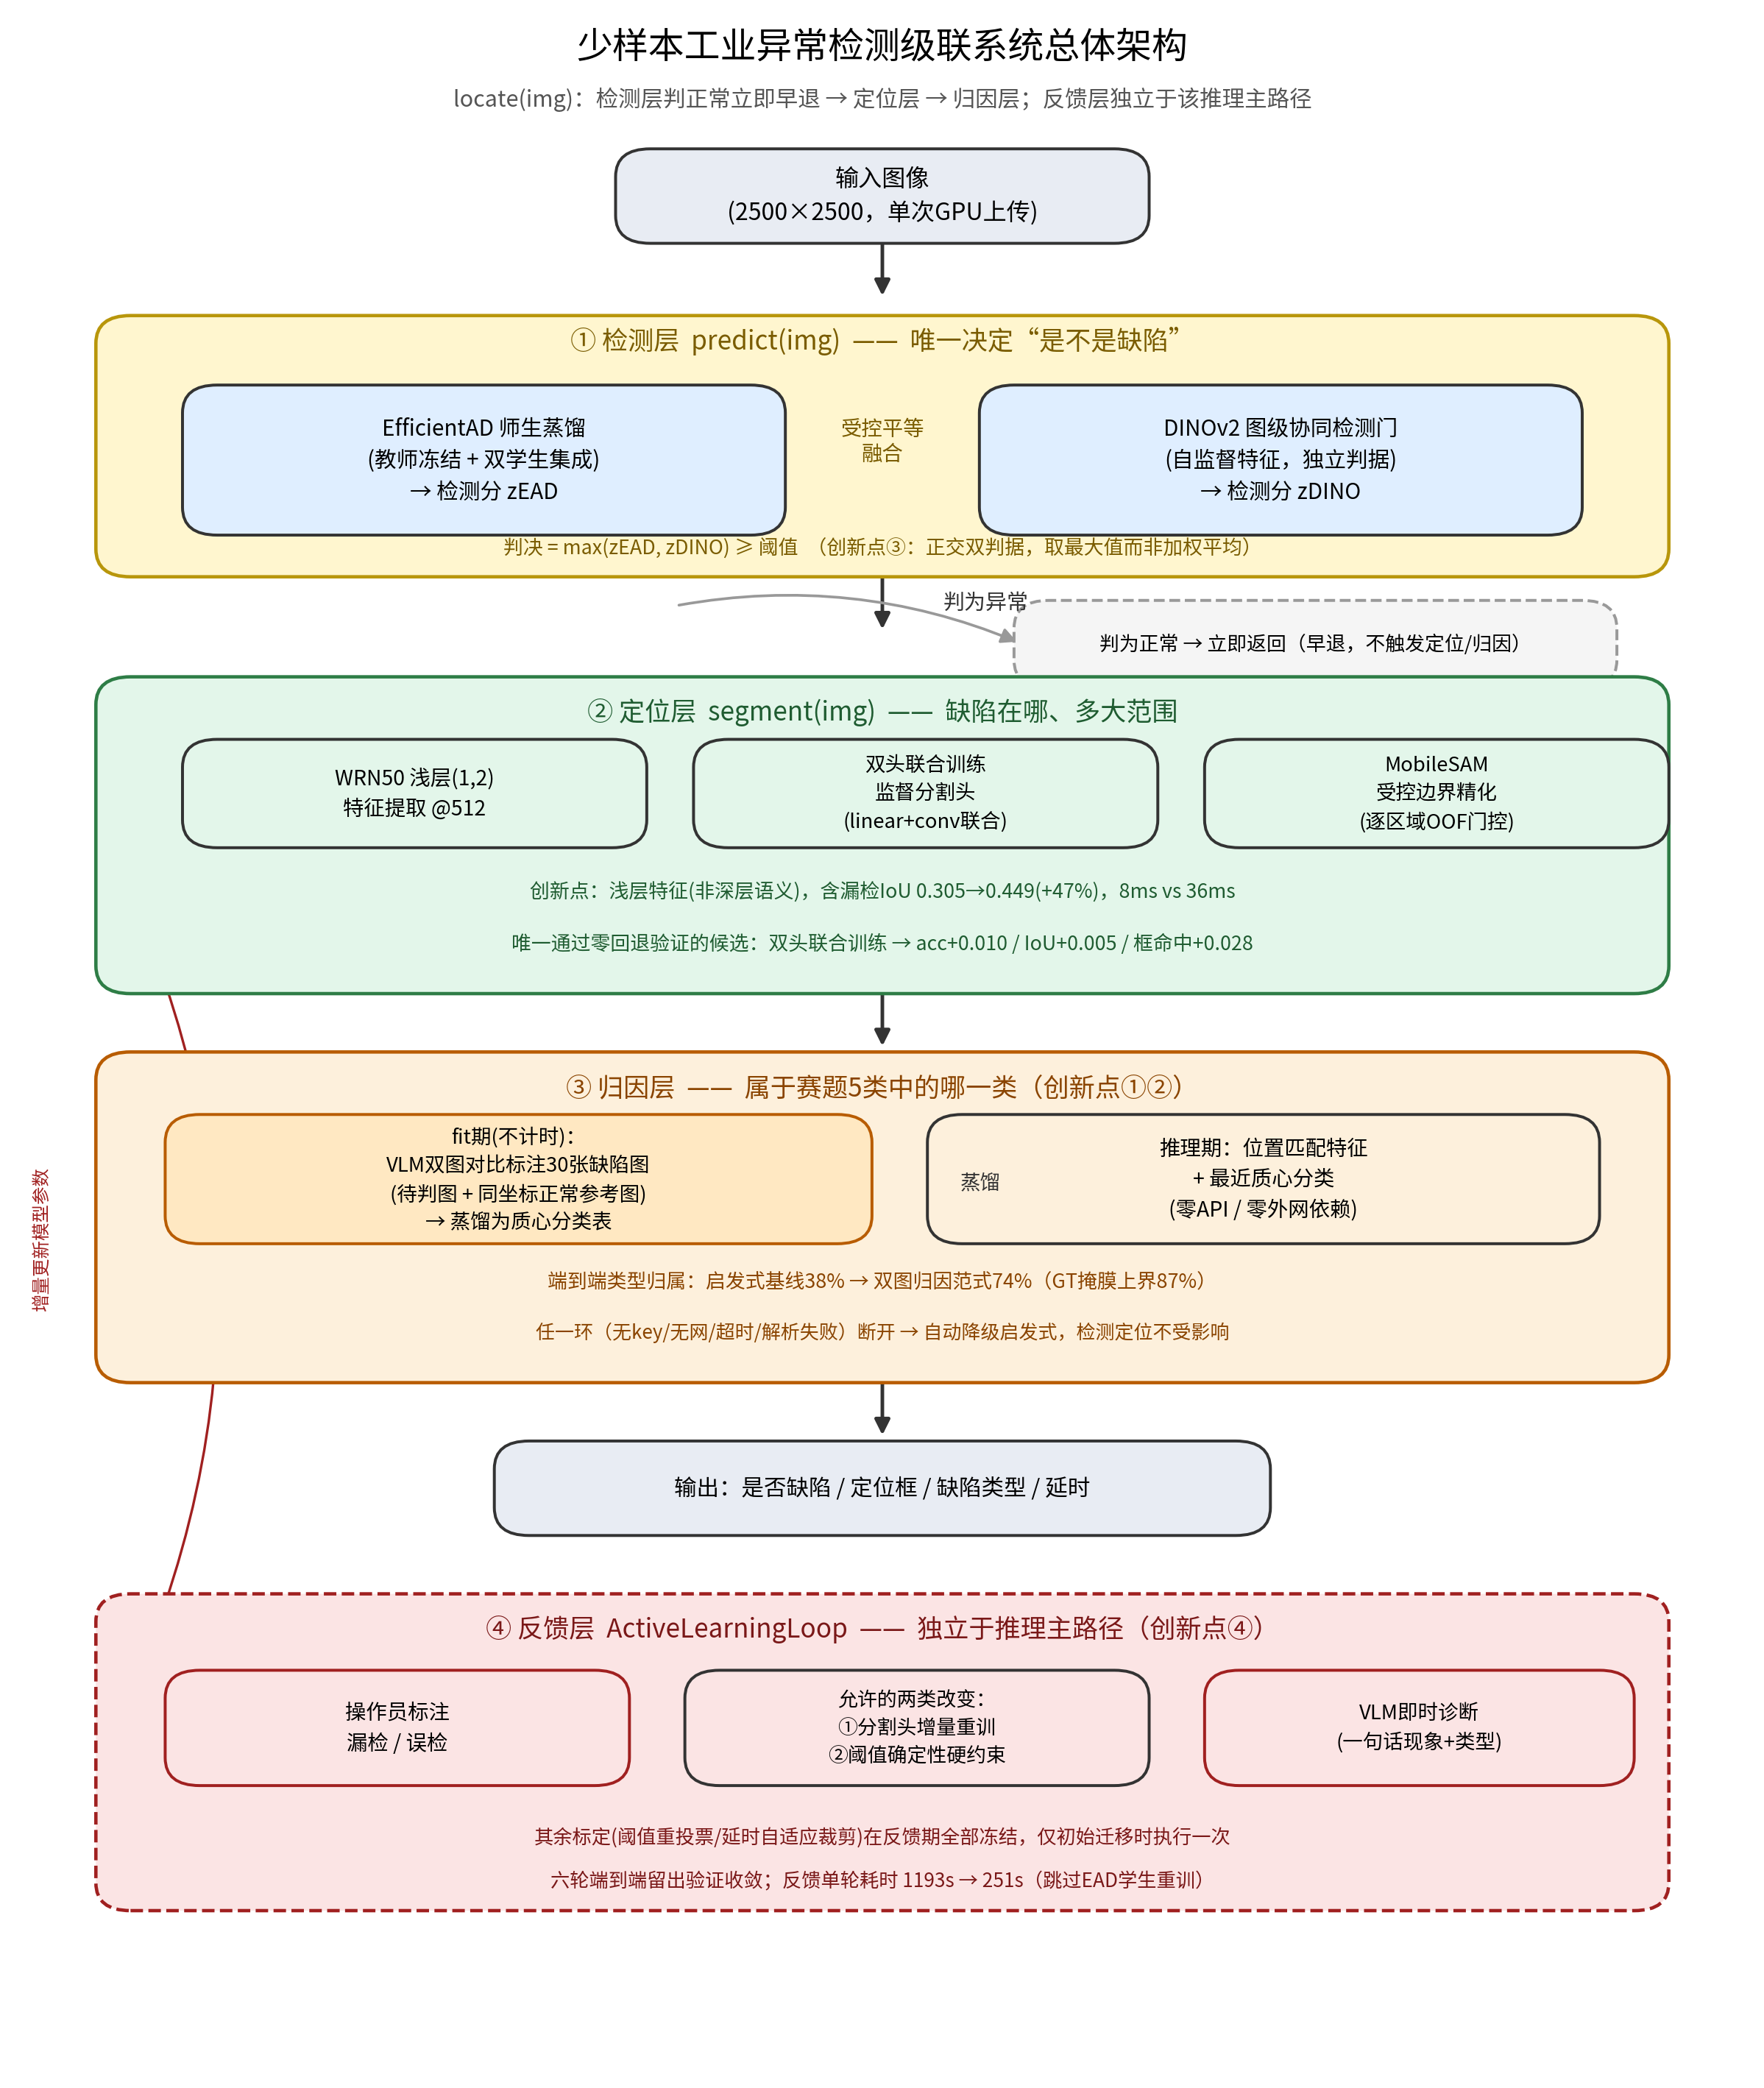 少样本工业异常检测级联系统总体架构
locate(img)：检测层判正常立即早退 → 定位层 → 归因层；反馈层独立于该推理主路径
输入图像
(2500×2500，单次GPU上传)
① 检测层 predict(img) —— 唯一决定“是不是缺陷”
EfficientAD 师生蒸馏
(教师冻结 + 双学生集成)
→ 检测分 zEAD
受控平等
融合
DINOv2 图级协同检测门
(自监督特征，独立判据)
→ 检测分 zDINO
判决 = max(zEAD, zDINO) ≥ 阈值 （创新点③：正交双判据，取最大值而非加权平均）
判为异常
判为正常 → 立即返回（早退，不触发定位/归因）
② 定位层 segment(img) —— 缺陷在哪、多大范围
WRN50 浅层(1,2)
特征提取 @512
双头联合训练
监督分割头
(linear+conv联合)
MobileSAM
受控边界精化
(逐区域OOF门控)
创新点：浅层特征(非深层语义)，含漏检IoU 0.305→0.449(+47%)，8ms vs 36ms
唯一通过零回退验证的候选：双头联合训练 → acc+0.010 / IoU+0.005 / 框命中+0.028
③ 归因层 —— 属于赛题5类中的哪一类（创新点①②）
fit期(不计时)：
VLM双图对比标注30张缺陷图
(待判图 + 同坐标正常参考图)
→ 蒸馏为质心分类表
蒸馏
推理期：位置匹配特征
+ 最近质心分类
(零API / 零外网依赖)
端到端类型归属：启发式基线38% → 双图归因范式74%（GT掩膜上界87%）
任一环（无key/无网/超时/解析失败）断开 → 自动降级启发式，检测定位不受影响
增量更新模型参数
输出：是否缺陷 / 定位框 / 缺陷类型 / 延时
④ 反馈层 ActiveLearningLoop —— 独立于推理主路径（创新点④）
操作员标注
漏检 / 误检
允许的两类改变：
①分割头增量重训
②阈值确定性硬约束
VLM即时诊断
(一句话现象+类型)
其余标定(阈值重投票/延时自适应裁剪)在反馈期全部冻结，仅初始迁移时执行一次
六轮端到端留出验证收敛；反馈单轮耗时 1193s → 251s（跳过EAD学生重训）